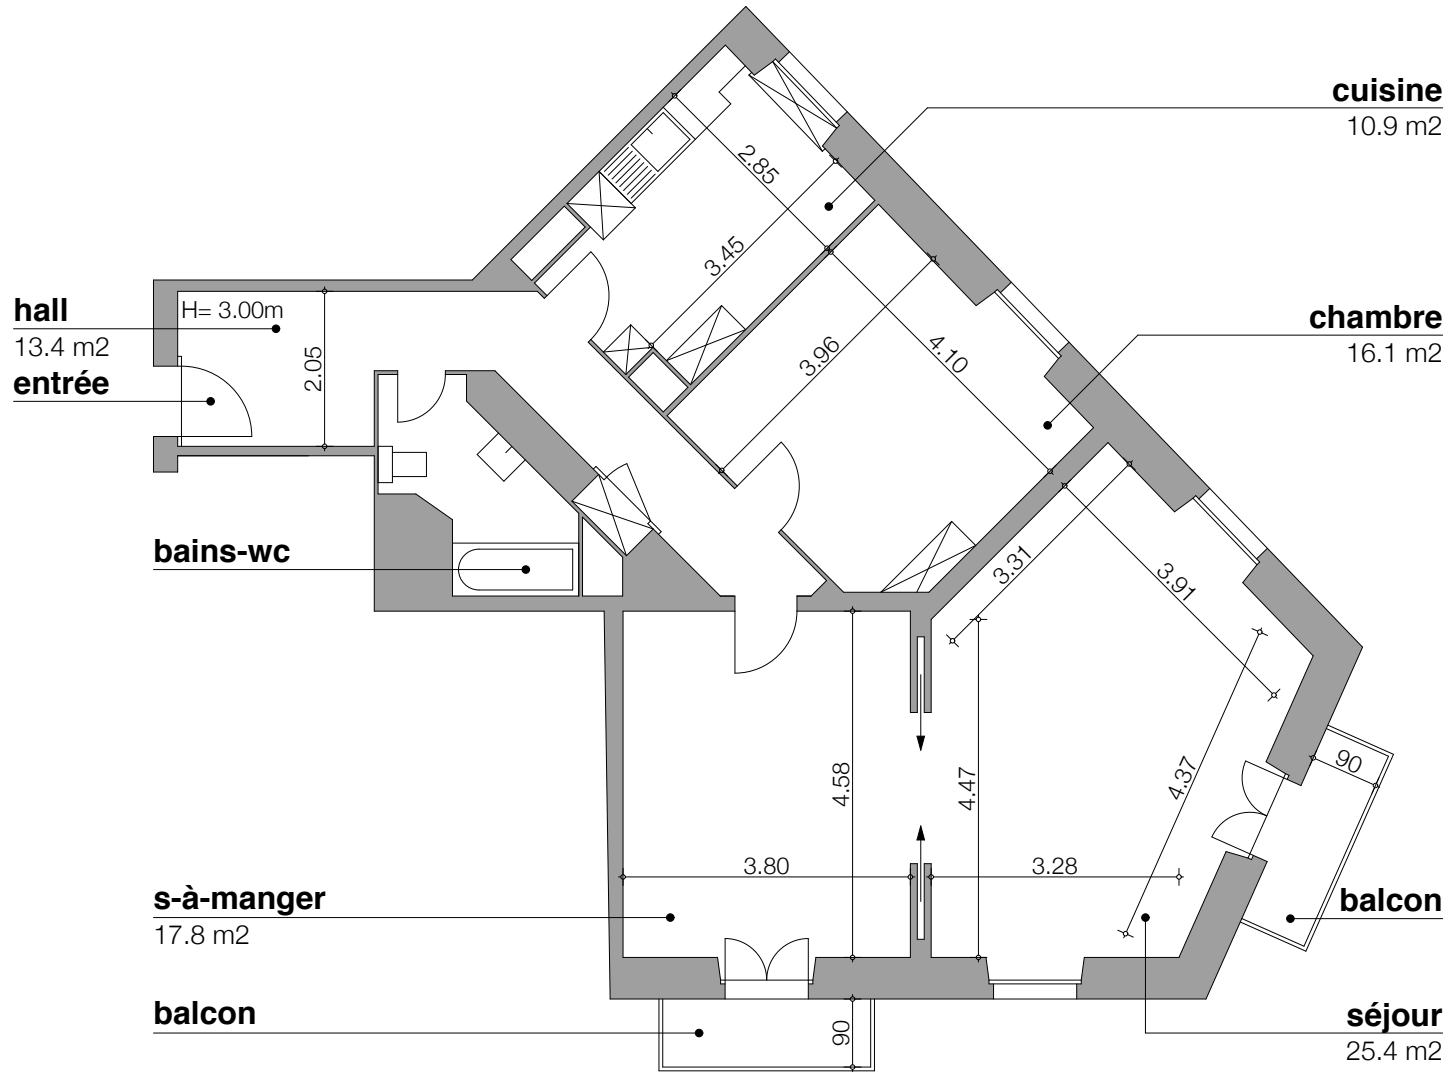 cuisine
10.9 m2
2.85
3.45
hall
13.4 m2
entrée
H= 3.00m
2.05
chambre
16.1 m2
3.96
4.10
bains-wc
3.31
3.91
4.58
4.47
4.37
90
3.80
3.28
s-à-manger
17.8 m2
balcon
balcon
90
séjour
25.4 m2